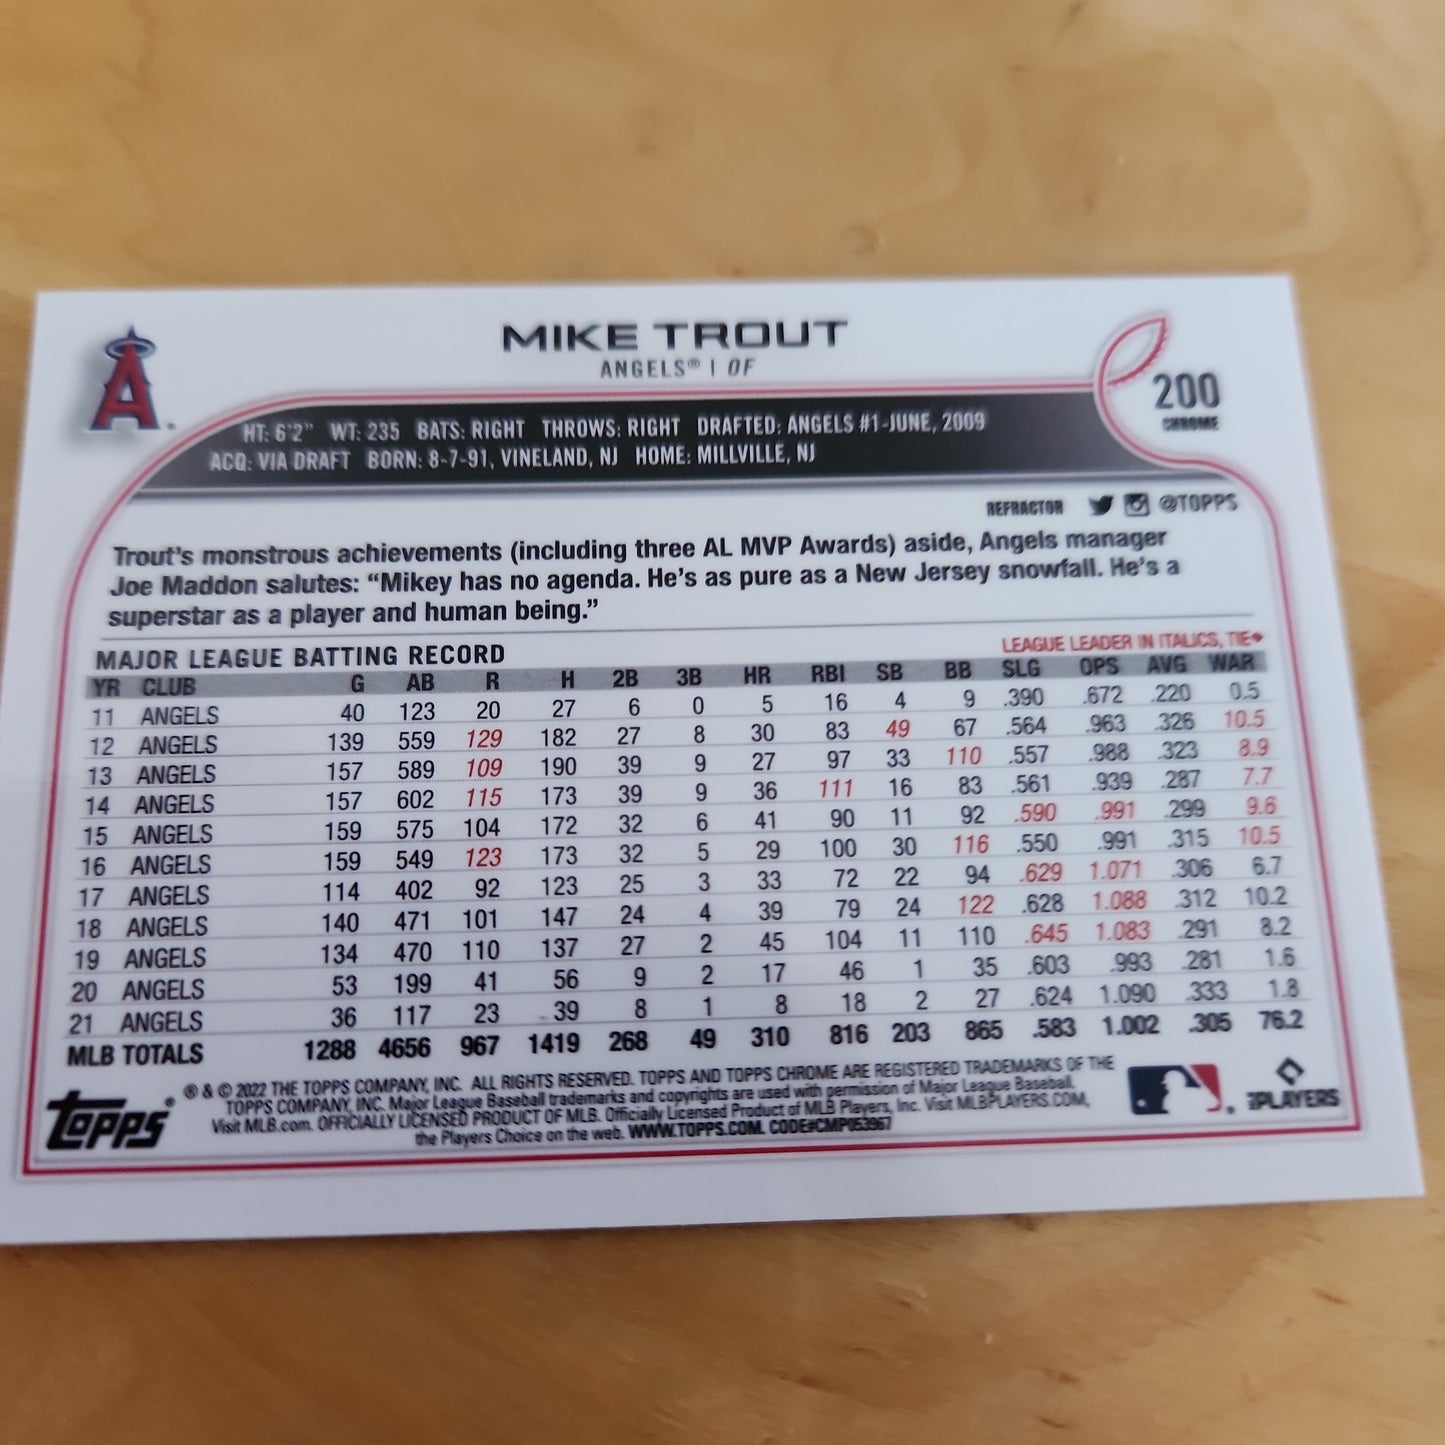 MIKE TROUT
ANGELS® | OF
A
200
CHROME
HT: 6'2" WT: 235 BATS: RIGHT THROWS: RIGHT DRAFTED: ANGELS #1-JUNE, 2009
ACQ: VIA DRAFT BORN: 8-7-91, VINELAND, NJ HOME: MILLVILLE, NJ
REFRACTOR @TOPPS
Trout's monstrous achievements (including three AL MVP Awards) aside, Angels manager
Joe Maddon salutes: “Mikey has no agenda. He's as pure as a New Jersey snowfall. He's a
superstar as a player and human being.”
MAJOR LEAGUE BATTING RECORD LEAGUE LEADER IN ITALICS, TIE◆
YR CLUB G AB R H 2B 3B HR RBI SB BB SLG OPS AVG WAR
11 ANGELS 40 123 20 27 6 0 5 16 4 9 .390 .672 .220 0.5
12 ANGELS 139 559 129 182 27 8 30 83 49 67 .564 .963 .326 10.5
13 ANGELS 157 589 109 190 39 9 27 97 33 110 .557 .988 .323 8.9
14 ANGELS 157 602 115 173 39 9 36 111 16 83 .561 .939 .287 7.7
15 ANGELS 159 575 104 172 32 6 41 90 11 92 .590 .991 .299 9.6
16 ANGELS 159 549 123 173 32 5 29 100 30 116 .550 .991 .315 10.5
17 ANGELS 114 402 92 123 25 3 33 72 22 94 .629 1.071 .306 6.7
18 ANGELS 140 471 101 147 24 4 39 79 24 122 .628 1.088 .312 10.2
19 ANGELS 134 470 110 137 27 2 45 104 11 110 .645 1.083 .291 8.2
20 ANGELS 53 199 41 56 9 2 17 46 1 35 .603 .993 .281 1.6
21 ANGELS 36 117 23 39 8 1 8 18 2 27 .624 1.090 .333 1.8
MLB TOTALS 1288 4656 967 1419 268 49 310 816 203 865 .583 1.002 .305 76.2
® & © 2022 THE TOPPS COMPANY, INC. ALL RIGHTS RESERVED. TOPPS AND TOPPS CHROME ARE REGISTERED TRADEMARKS OF THE
TOPPS COMPANY, INC. Major League Baseball trademarks and copyrights are used with permission of Major League Baseball.
Visit MLB.com. OFFICIALLY LICENSED PRODUCT OF MLB. Officially Licensed Product of MLB Players, Inc. Visit MLBPLAYERS.COM,
the Players Choice on the web. WWW.TOPPS.COM. CODE#CMP053967
TOPPS®
PLAYERS